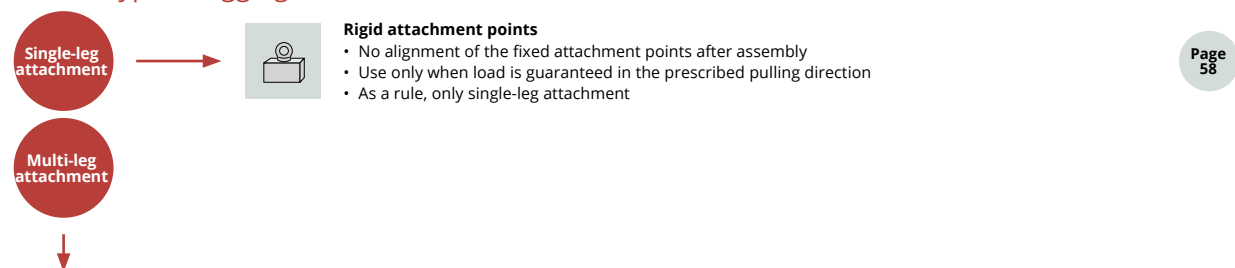 Single-leg
attachment
Rigid attachment points
• No alignment of the fixed attachment points after assembly
• Use only when load is guaranteed in the prescribed pulling direction
• As a rule, only single-leg attachment
Page
58
Multi-leg
attachment